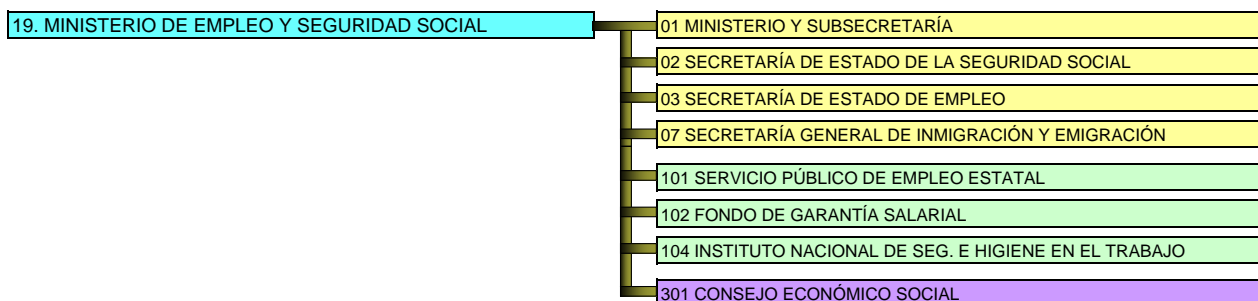 19. MINISTERIO DE EMPLEO Y SEGURIDAD SOCIAL
01 MINISTERIO Y SUBSECRETARÍA
02 SECRETARÍA DE ESTADO DE LA SEGURIDAD SOCIAL
03 SECRETARÍA DE ESTADO DE EMPLEO
07 SECRETARÍA GENERAL DE INMIGRACIÓN Y EMIGRACIÓN
101 SERVICIO PÚBLICO DE EMPLEO ESTATAL
102 FONDO DE GARANTÍA SALARIAL
104 INSTITUTO NACIONAL DE SEG. E HIGIENE EN EL TRABAJO
301 CONSEJO ECONÓMICO SOCIAL